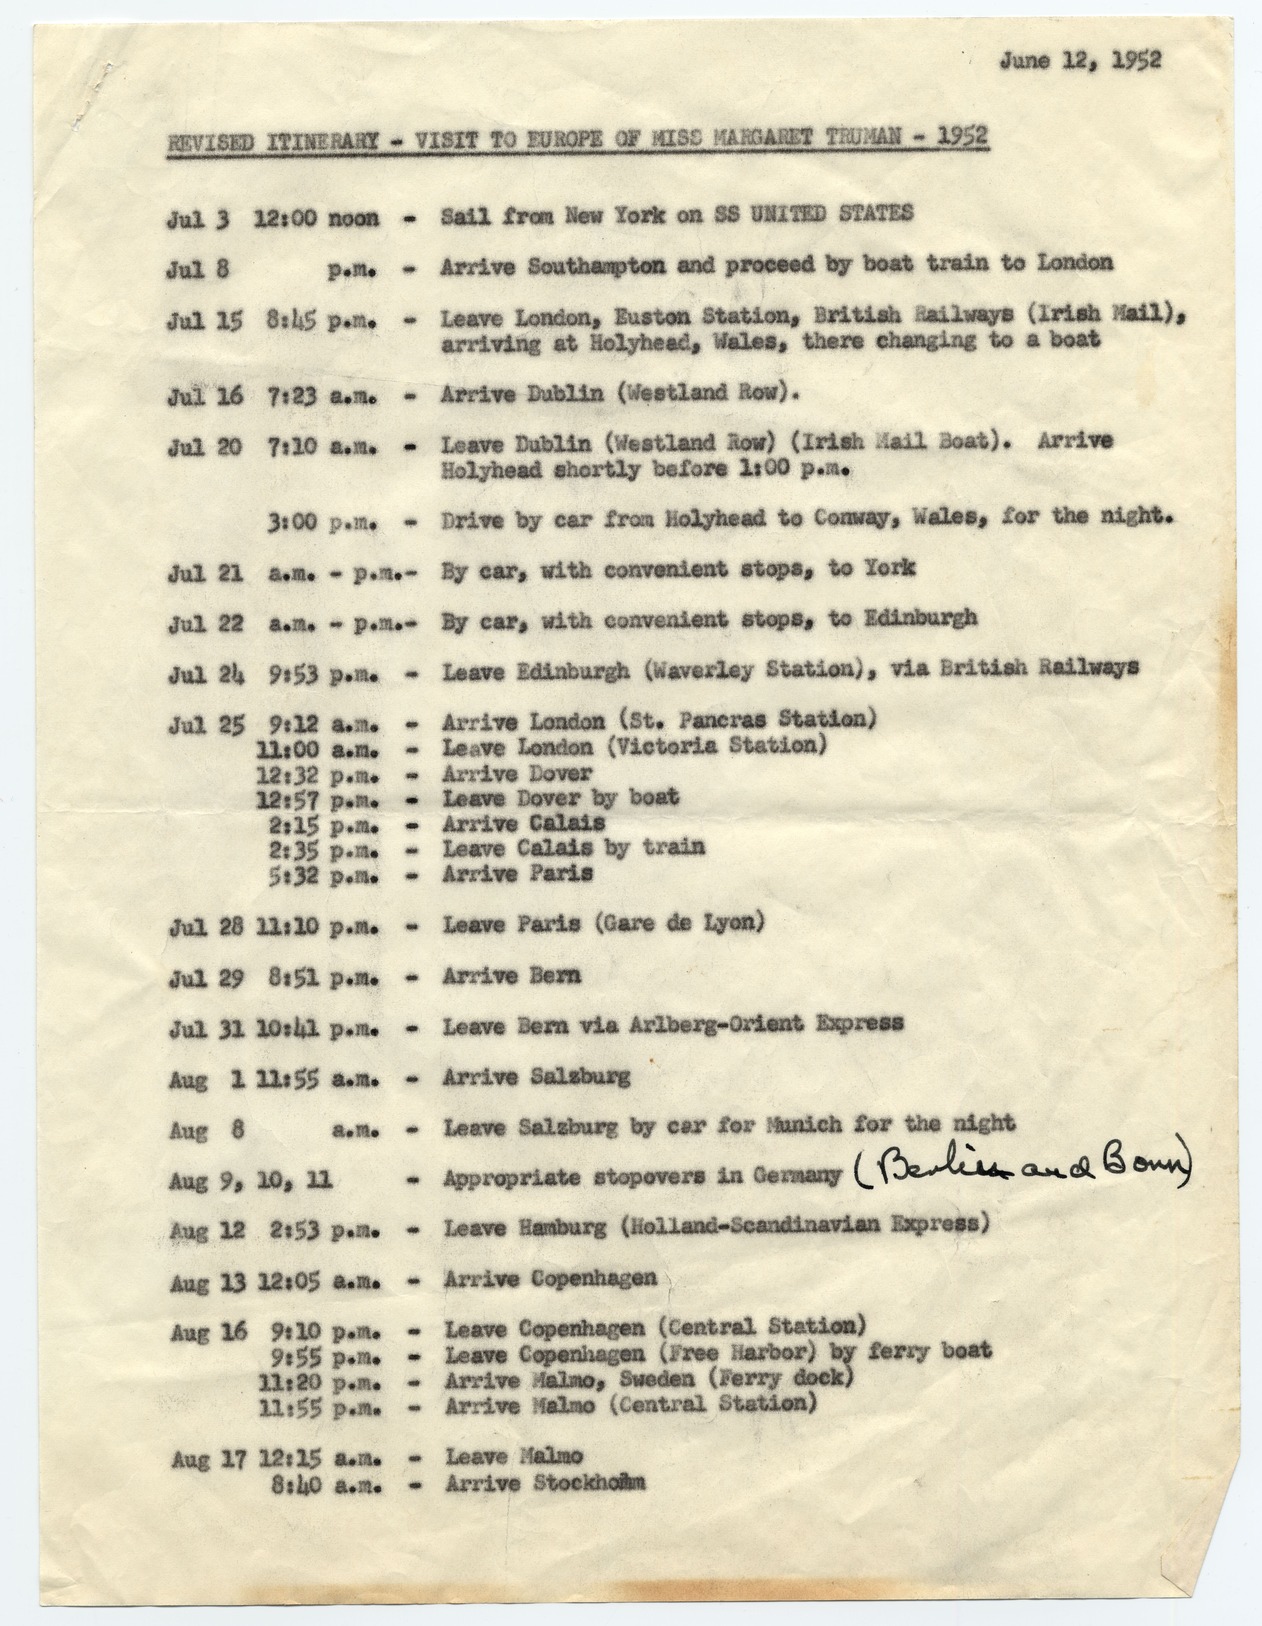 June 12, 1952
REVISED ITINERARY - VISIT TO EUROPE OF MISS MARGARET TRUMAN - 1952
Jul 3 12:00 noon - Sail from New York on SS UNITED STATES
Jul 8 p.m. - Arrive Southampton and proceed by boat train to London
Jul 15 8:45 p.m. - Leave London, Euston Station, British Railways (Irish Mail),
arriving at Holyhead, Wales, there changing to a boat
Jul 16 7:23 a.m. - Arrive Dublin (Westland Row).
Jul 20 7:10 a.m. - Leave Dublin (Westland Row) (Irish Mail Boat). Arrive
Holyhead shortly before 1:00 p.m.
3:00 p.m. - Drive by car from Holyhead to Conway, Wales, for the night.
Jul 21 a.m. - p.m.- By car, with convenient stops, to York
Jul 22 a.m. - p.m.- By car, with convenient stops, to Edinburgh
Jul 24 9:53 p.m. - Leave Edinburgh (Waverley Station), via British Railways
Jul 25 9:12 a.m. - Arrive London (St. Pancras Station)
11:00 a.m. - Leave London (Victoria Station)
12:32 p.m. - Arrive Dover
12:57 p.m. - Leave Dover by boat
2:15 p.m. - Arrive Calais
2:35 p.m. - Leave Calais by train
5:32 p.m. - Arrive Paris
Jul 28 11:10 p.m. - Leave Paris (Gare de Lyon)
Jul 29 8:51 p.m. - Arrive Bern
Jul 31 10:41 p.m. - Leave Bern via Arlberg-Orient Express
Aug 1 11:55 a.m. - Arrive Salzburg
Aug 8 a.m. - Leave Salzburg by car for Munich for the night
Aug 9, 10, 11 - Appropriate stopovers in Germany (Berlin and Bonn)
Aug 12 2:53 p.m. - Leave Hamburg (Holland-Scandinavian Express)
Aug 13 12:05 a.m. - Arrive Copenhagen
Aug 16 9:10 p.m. - Leave Copenhagen (Central Station)
9:55 p.m. - Leave Copenhagen (Free Harbor) by ferry boat
11:20 p.m. - Arrive Malmo, Sweden (Ferry dock)
11:55 p.m. - Arrive Malmo (Central Station)
Aug 17 12:15 a.m. - Leave Malmo
8:40 a.m. - Arrive Stockholm